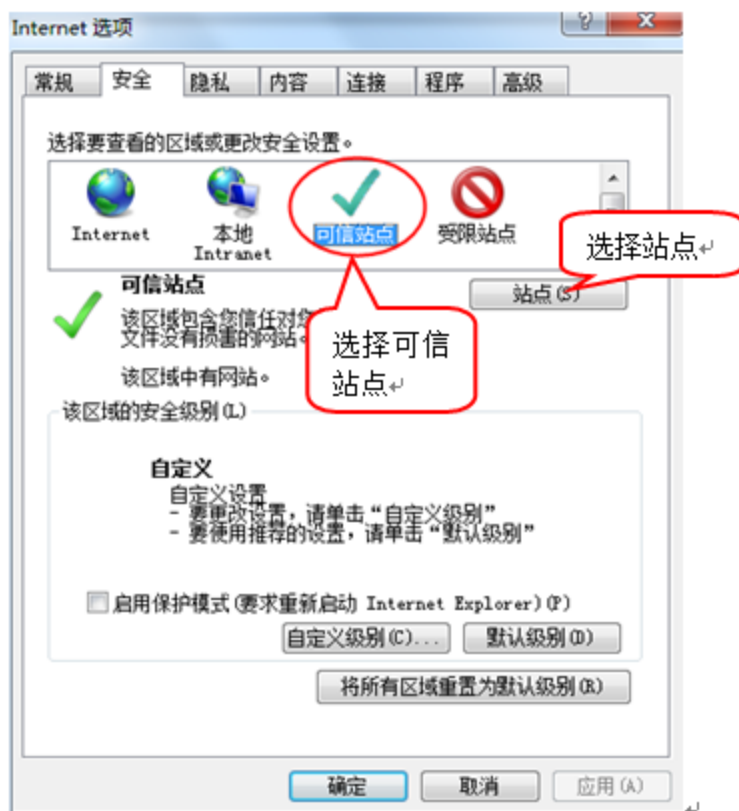 Internet 选项
常规 安全 隐私 内容 连接 程序 高级
选择要查看的区域或更改安全设置。
Internet
本地
Intranet
可信站点
受限站点
选择站点
可信站点
站点(S)
该区域包含您信任对您
文件没有损害的网站。
该区域中有网站。
选择可信
站点
该区域的安全级别(L)
自定义
自定义设置
- 要更改设置，请单击“自定义级别”
- 要使用推荐的设置，请单击“默认级别”
启用保护模式(要求重新启动 Internet Explorer)(P)
自定义级别(C)... 默认级别(D)
将所有区域重置为默认级别(R)
确定 取消 应用(A)